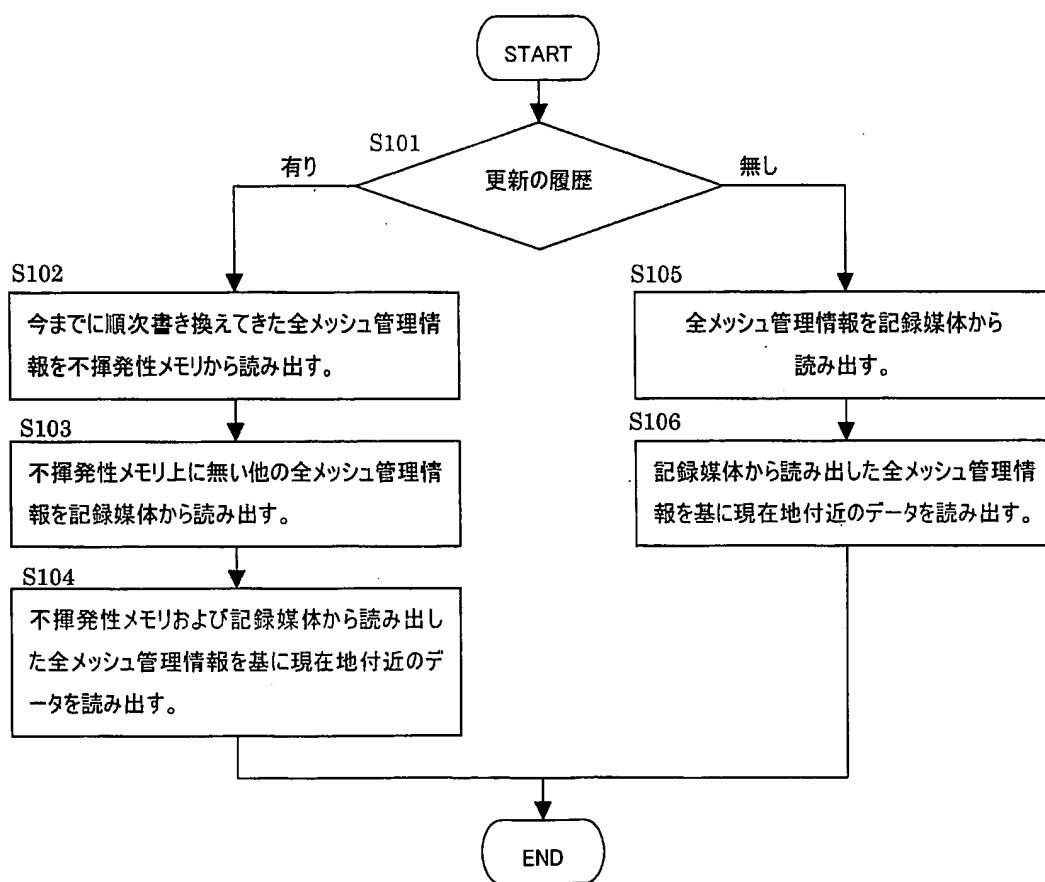 START
S101
更新の履歴
有り
無し
S102
今までに順次書き換えてきた全メッシュ管理情
報を不揮発性メモリから読み出す。
S103
不揮発性メモリ上に無い他の全メッシュ管理情
報を記録媒体から読み出す。
S104
不揮発性メモリおよび記録媒体から読み出し
た全メッシュ管理情報を基に現在地付近のデ
ータを読み出す。
S105
全メッシュ管理情報を記録媒体から
読み出す。
S106
記録媒体から読み出した全メッシュ管理情
報を基に現在地付近のデータを読み出す。
END